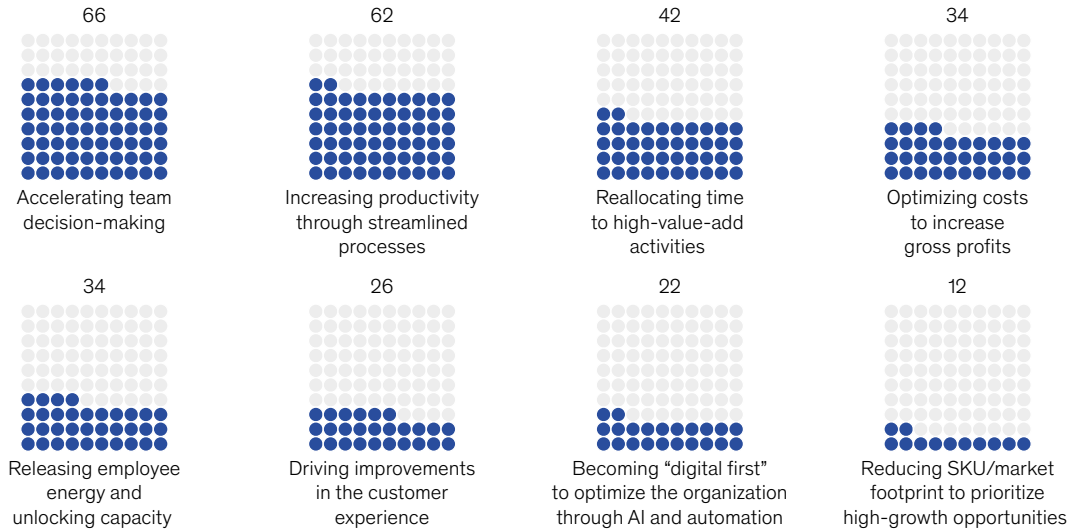 66
62
42
34
Accelerating team
decision-making
Increasing productivity
through streamlined
processes
Reallocating time
to high-value-add
activities
Optimizing costs
to increase
gross profits
34
26
22
12
Releasing employee
energy and
unlocking capacity
Driving improvements
in the customer
experience
Becoming “digital first”
to optimize the organization
through AI and automation
Reducing SKU/market
footprint to prioritize
high-growth opportunities